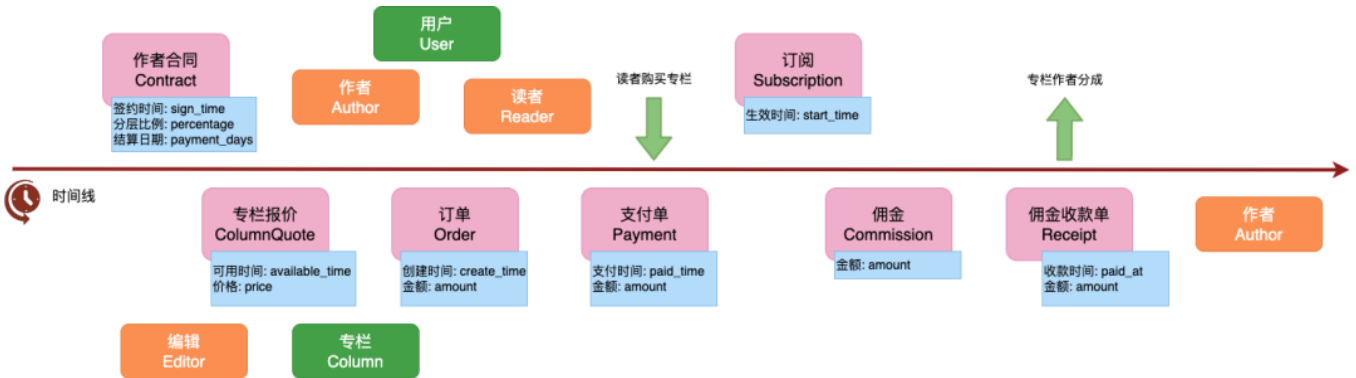 用户
User
作者合同
Contract
签约时间: sign_time
分层比例: percentage
结算日期: payment_days
作者
Author
读者
Reader
读者购买专栏
订阅
Subscription
生效时间: start_time
专栏作者分成
时间线
专栏报价
ColumnQuote
可用时间: available_time
价格: price
订单
Order
创建时间: create_time
金额: amount
支付单
Payment
支付时间: paid_time
金额: amount
佣金
Commission
金额: amount
佣金收款单
Receipt
收款时间: paid_at
金额: amount
作者
Author
编辑
Editor
专栏
Column